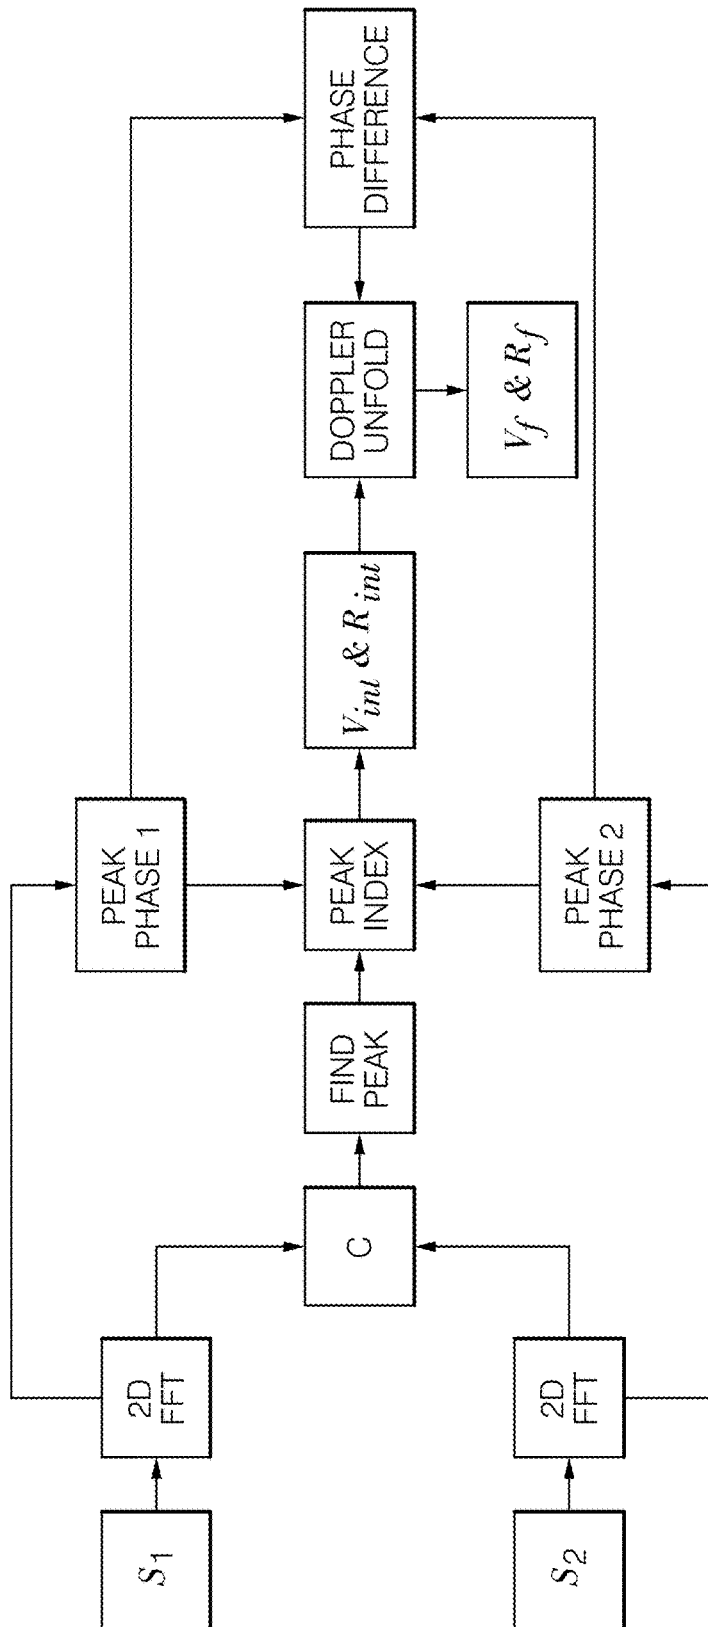 S1
2D
FFT
PEAK
PHASE 1
C
FIND
PEAK
PEAK
INDEX
Vint & R int
DOPPLER
UNFOLD
PHASE
DIFFERENCE
Vf & Rf
S2
2D
FFT
PEAK
PHASE 2